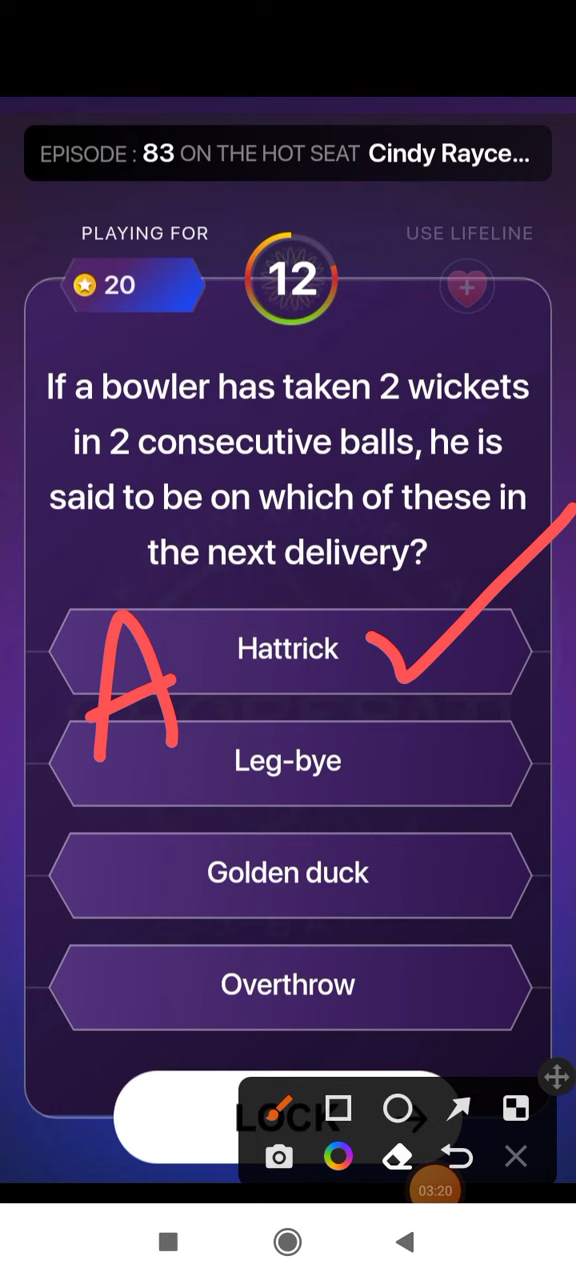 EPISODE : 83 ON THE HOT SEAT Cindy Rayce...
PLAYING FOR
USE LIFELINE
20
12
If a bowler has taken 2 wickets
in 2 consecutive balls, he is
said to be on which of these in
the next delivery?
A
Hattrick
Leg-bye
Golden duck
Overthrow
LOCK
03:20